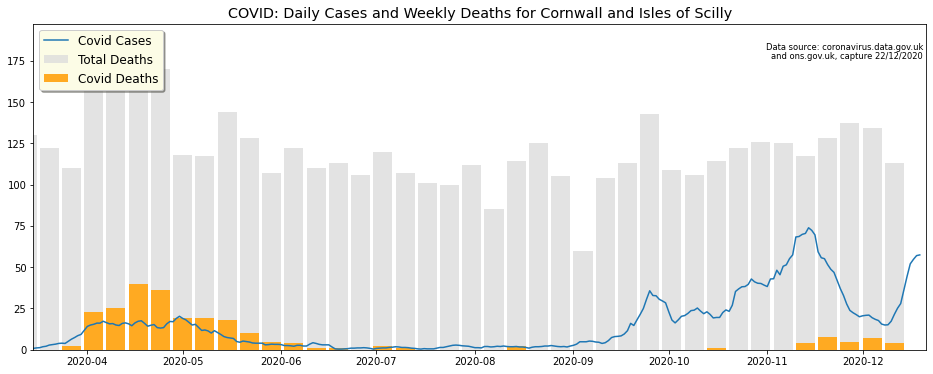 COVID: Daily Cases and Weekly Deaths for Cornwall and Isles of Scilly
Covid Cases
Total Deaths
Covid Deaths
Data source: coronavirus.data.gov.uk
and ons.gov.uk, capture 22/12/2020
175
150
125
100
75
50
25
0
2020-04
2020-05
2020-06
2020-07
2020-08
2020-09
2020-10
2020-11
2020-12